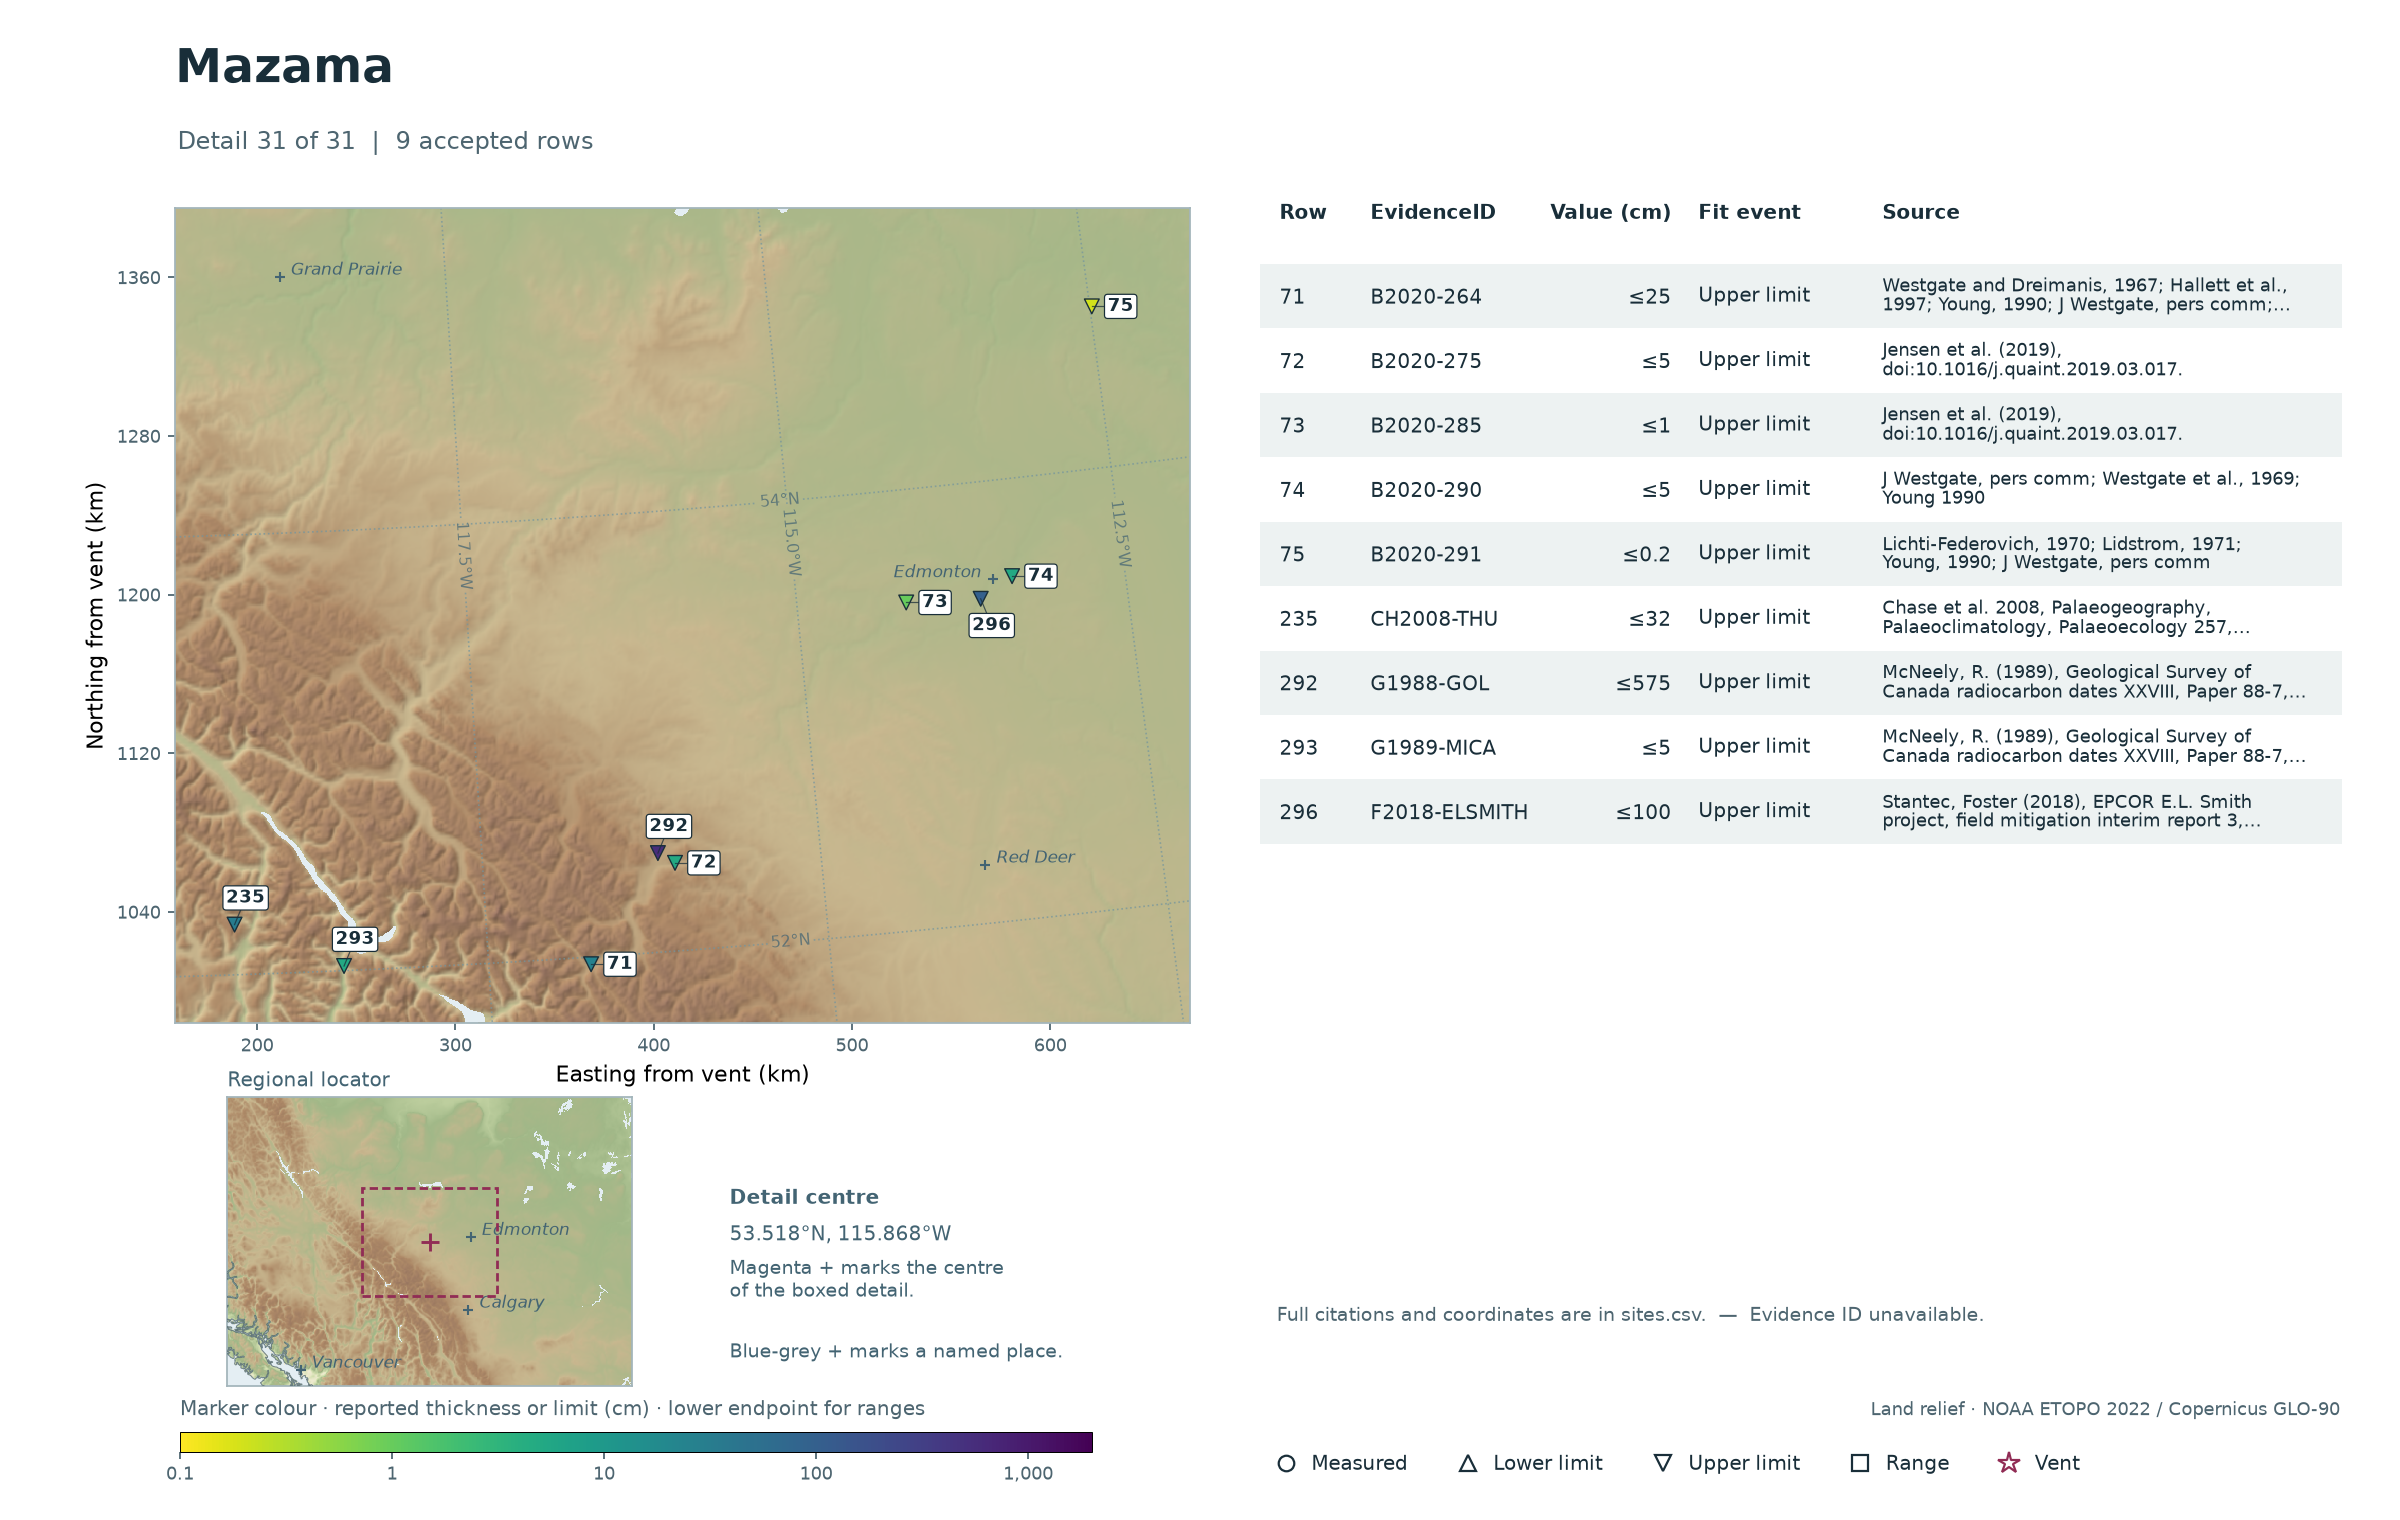 Mazama
Detail 31 of 31 | 9 accepted rows
Northing from vent (km)
1360
1280
1200
1120
1040
Grand Prairie
75
54°N
117.5°W
115.0°W
112.5°W
Edmonton
74
73
296
292
72
Red Deer
235
293
52°N
71
200
300
400
500
600
Easting from vent (km)
Row EvidenceID Value (cm) Fit event Source
71 B2020-264 ≤25 Upper limit Westgate and Dreimanis, 1967; Hallett et al.,
1997; Young, 1990; J Westgate, pers comm;...
72 B2020-275 ≤5 Upper limit Jensen et al. (2019),
doi:10.1016/j.quaint.2019.03.017.
73 B2020-285 ≤1 Upper limit Jensen et al. (2019),
doi:10.1016/j.quaint.2019.03.017.
74 B2020-290 ≤5 Upper limit J Westgate, pers comm; Westgate et al., 1969;
Young 1990
75 B2020-291 ≤0.2 Upper limit Lichti-Federovich, 1970; Lidstrom, 1971;
Young, 1990; J Westgate, pers comm
235 CH2008-THU ≤32 Upper limit Chase et al. 2008, Palaeogeography,
Palaeoclimatology, Palaeoecology 257,...
292 G1988-GOL ≤575 Upper limit McNeely, R. (1989), Geological Survey of
Canada radiocarbon dates XXVIII, Paper 88-7,...
293 G1989-MICA ≤5 Upper limit McNeely, R. (1989), Geological Survey of
Canada radiocarbon dates XXVIII, Paper 88-7,...
296 F2018-ELSMITH ≤100 Upper limit Stantec, Foster (2018), EPCOR E.L. Smith
project, field mitigation interim report 3,...
Regional locator
Edmonton
Calgary
Vancouver
Detail centre
53.518°N, 115.868°W
Magenta + marks the centre
of the boxed detail.
Blue-grey + marks a named place.
Full citations and coordinates are in sites.csv. — Evidence ID unavailable.
Marker colour · reported thickness or limit (cm) · lower endpoint for ranges
0.1
1
10
100
1,000
Land relief · NOAA ETOPO 2022 / Copernicus GLO-90
Measured
Lower limit
Upper limit
Range
Vent